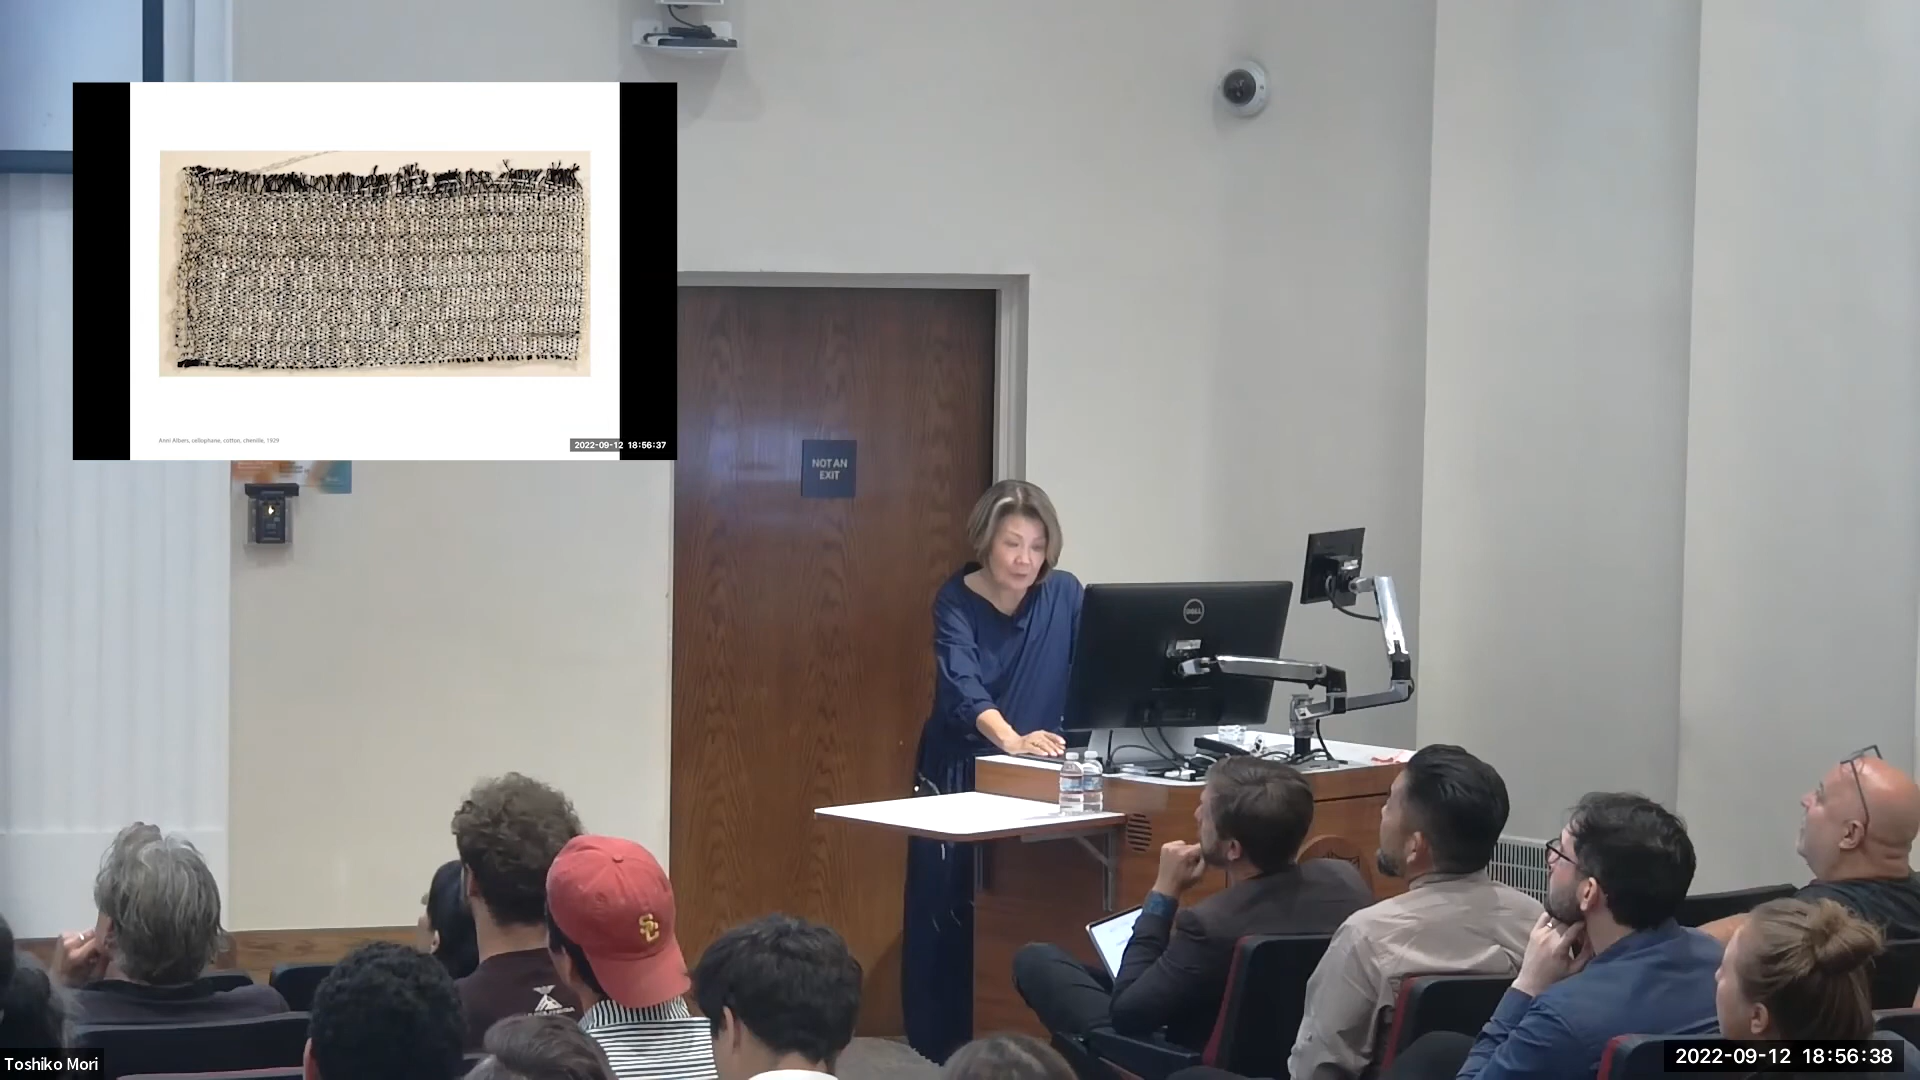 Anni Albers, cellophane, cotton, chenille, 1929
2022-09-12 18:56:37
NOT AN
EXIT
DELL
SC
Toshiko Mori
2022-09-12 18:56:38